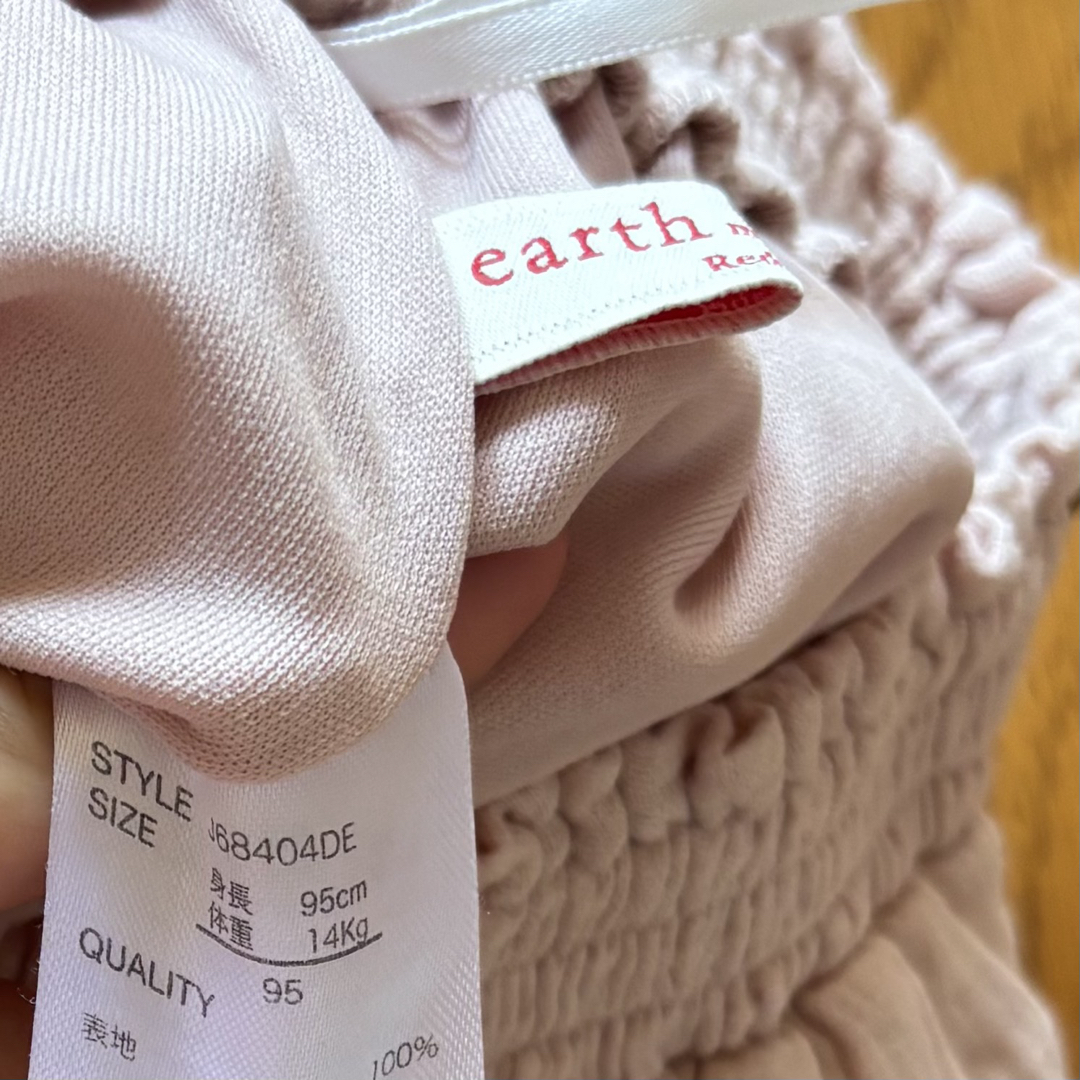 earth
STYLE J68404DE
SIZE
身長 95cm
体重 14Kg
95
QUALITY
表地 100%